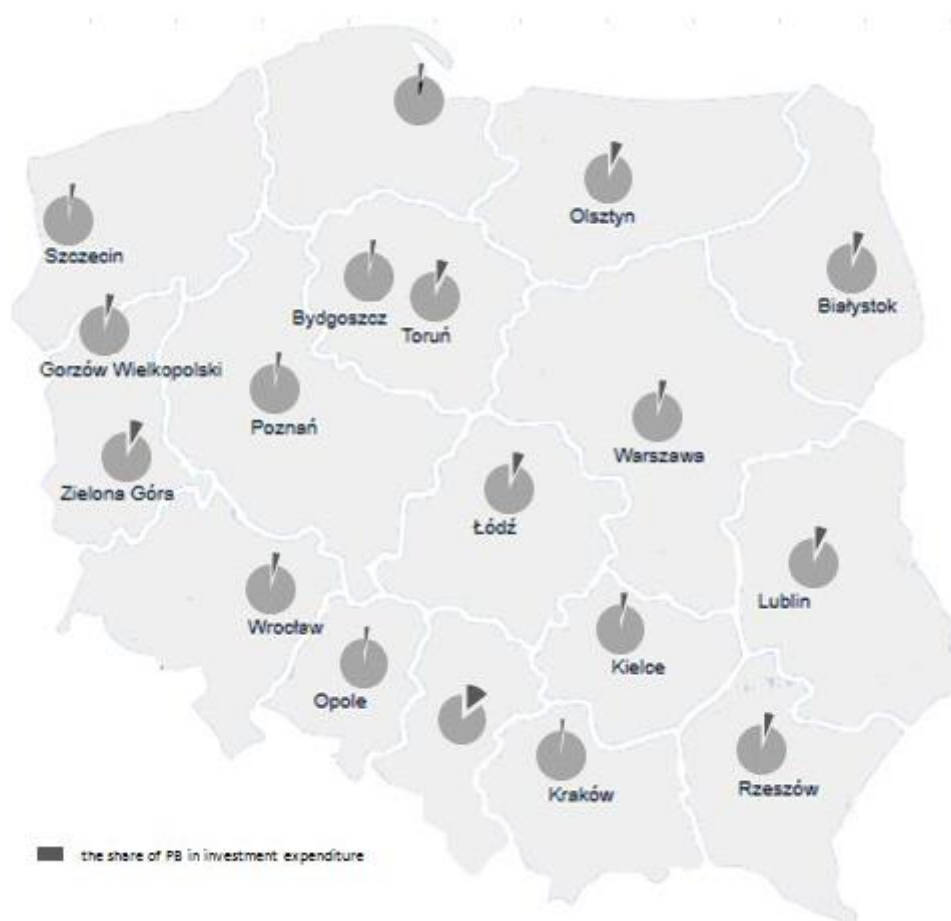 Olsztyn
Szczecin
Białystok
Bydgoszcz
Toruń
Gorzów Wielkopolski
Poznań
Warszawa
Zielona Góra
Łódź
Lublin
Wrocław
Kielce
Opole
Kraków
Rzeszów
the share of PB in investment expenditure